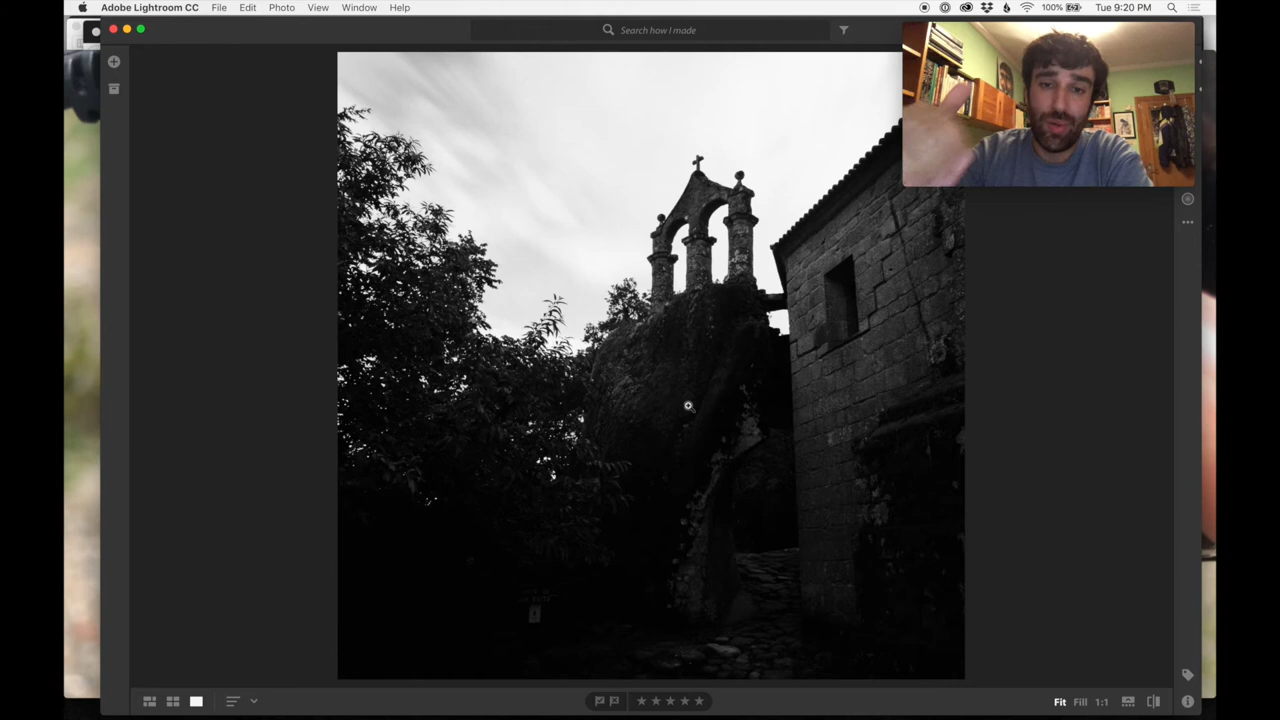 Adobe Lightroom CC File Edit Photo View Window Help 100% Tue 9:20 PM
Search how I made
Fit Fill 1:1